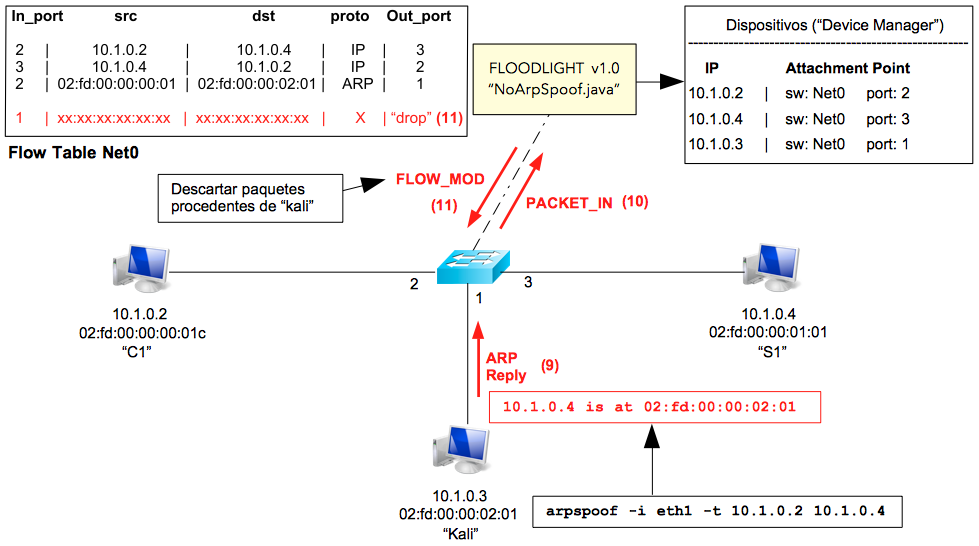 In_port src dst proto Out_port
2 | 10.1.0.2 | 10.1.0.4 | IP | 3
3 | 10.1.0.4 | 10.1.0.2 | IP | 2
2 | 02:fd:00:00:00:01 | 02:fd:00:00:02:01 | ARP | 1
1 | xx:xx:xx:xx:xx:xx | xx:xx:xx:xx:xx:xx | X | "drop" (11)
Flow Table Net0
FLOODLIGHT v1.0
"NoArpSpoof.java"
Dispositivos ("Device Manager")
IP Attachment Point
10.1.0.2 | sw: Net0 port: 2
10.1.0.4 | sw: Net0 port: 3
10.1.0.3 | sw: Net0 port: 1
Descartar paquetes
procedentes de "kali"
FLOW_MOD
(11)
PACKET_IN (10)
2
1
3
10.1.0.2
02:fd:00:00:00:01c
"C1"
10.1.0.4
02:fd:00:00:01:01
"S1"
ARP
Reply (9)
10.1.0.4 is at 02:fd:00:00:02:01
10.1.0.3
02:fd:00:00:02:01
"Kali"
arpspoof -i eth1 -t 10.1.0.2 10.1.0.4